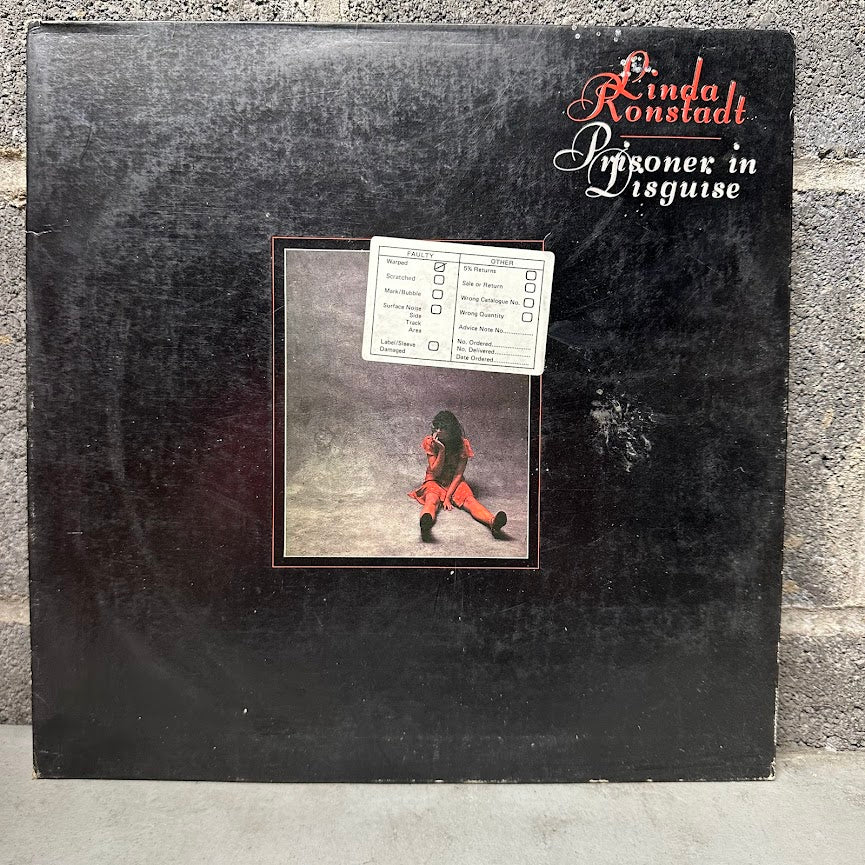 Linda
Ronstadt
Prisoner in
Disguise
FAULTY
Warped
Scratched
Mark/Bubble
Surface Noise
Side
Track
Area
Label/Sleeve
Damaged
OTHER
5% Returns
Sale or Return
Wrong Catalogue No.
Wrong Quantity
Advice Note No.............
No. Ordered.................
No. Delivered...............
Date Ordered...............